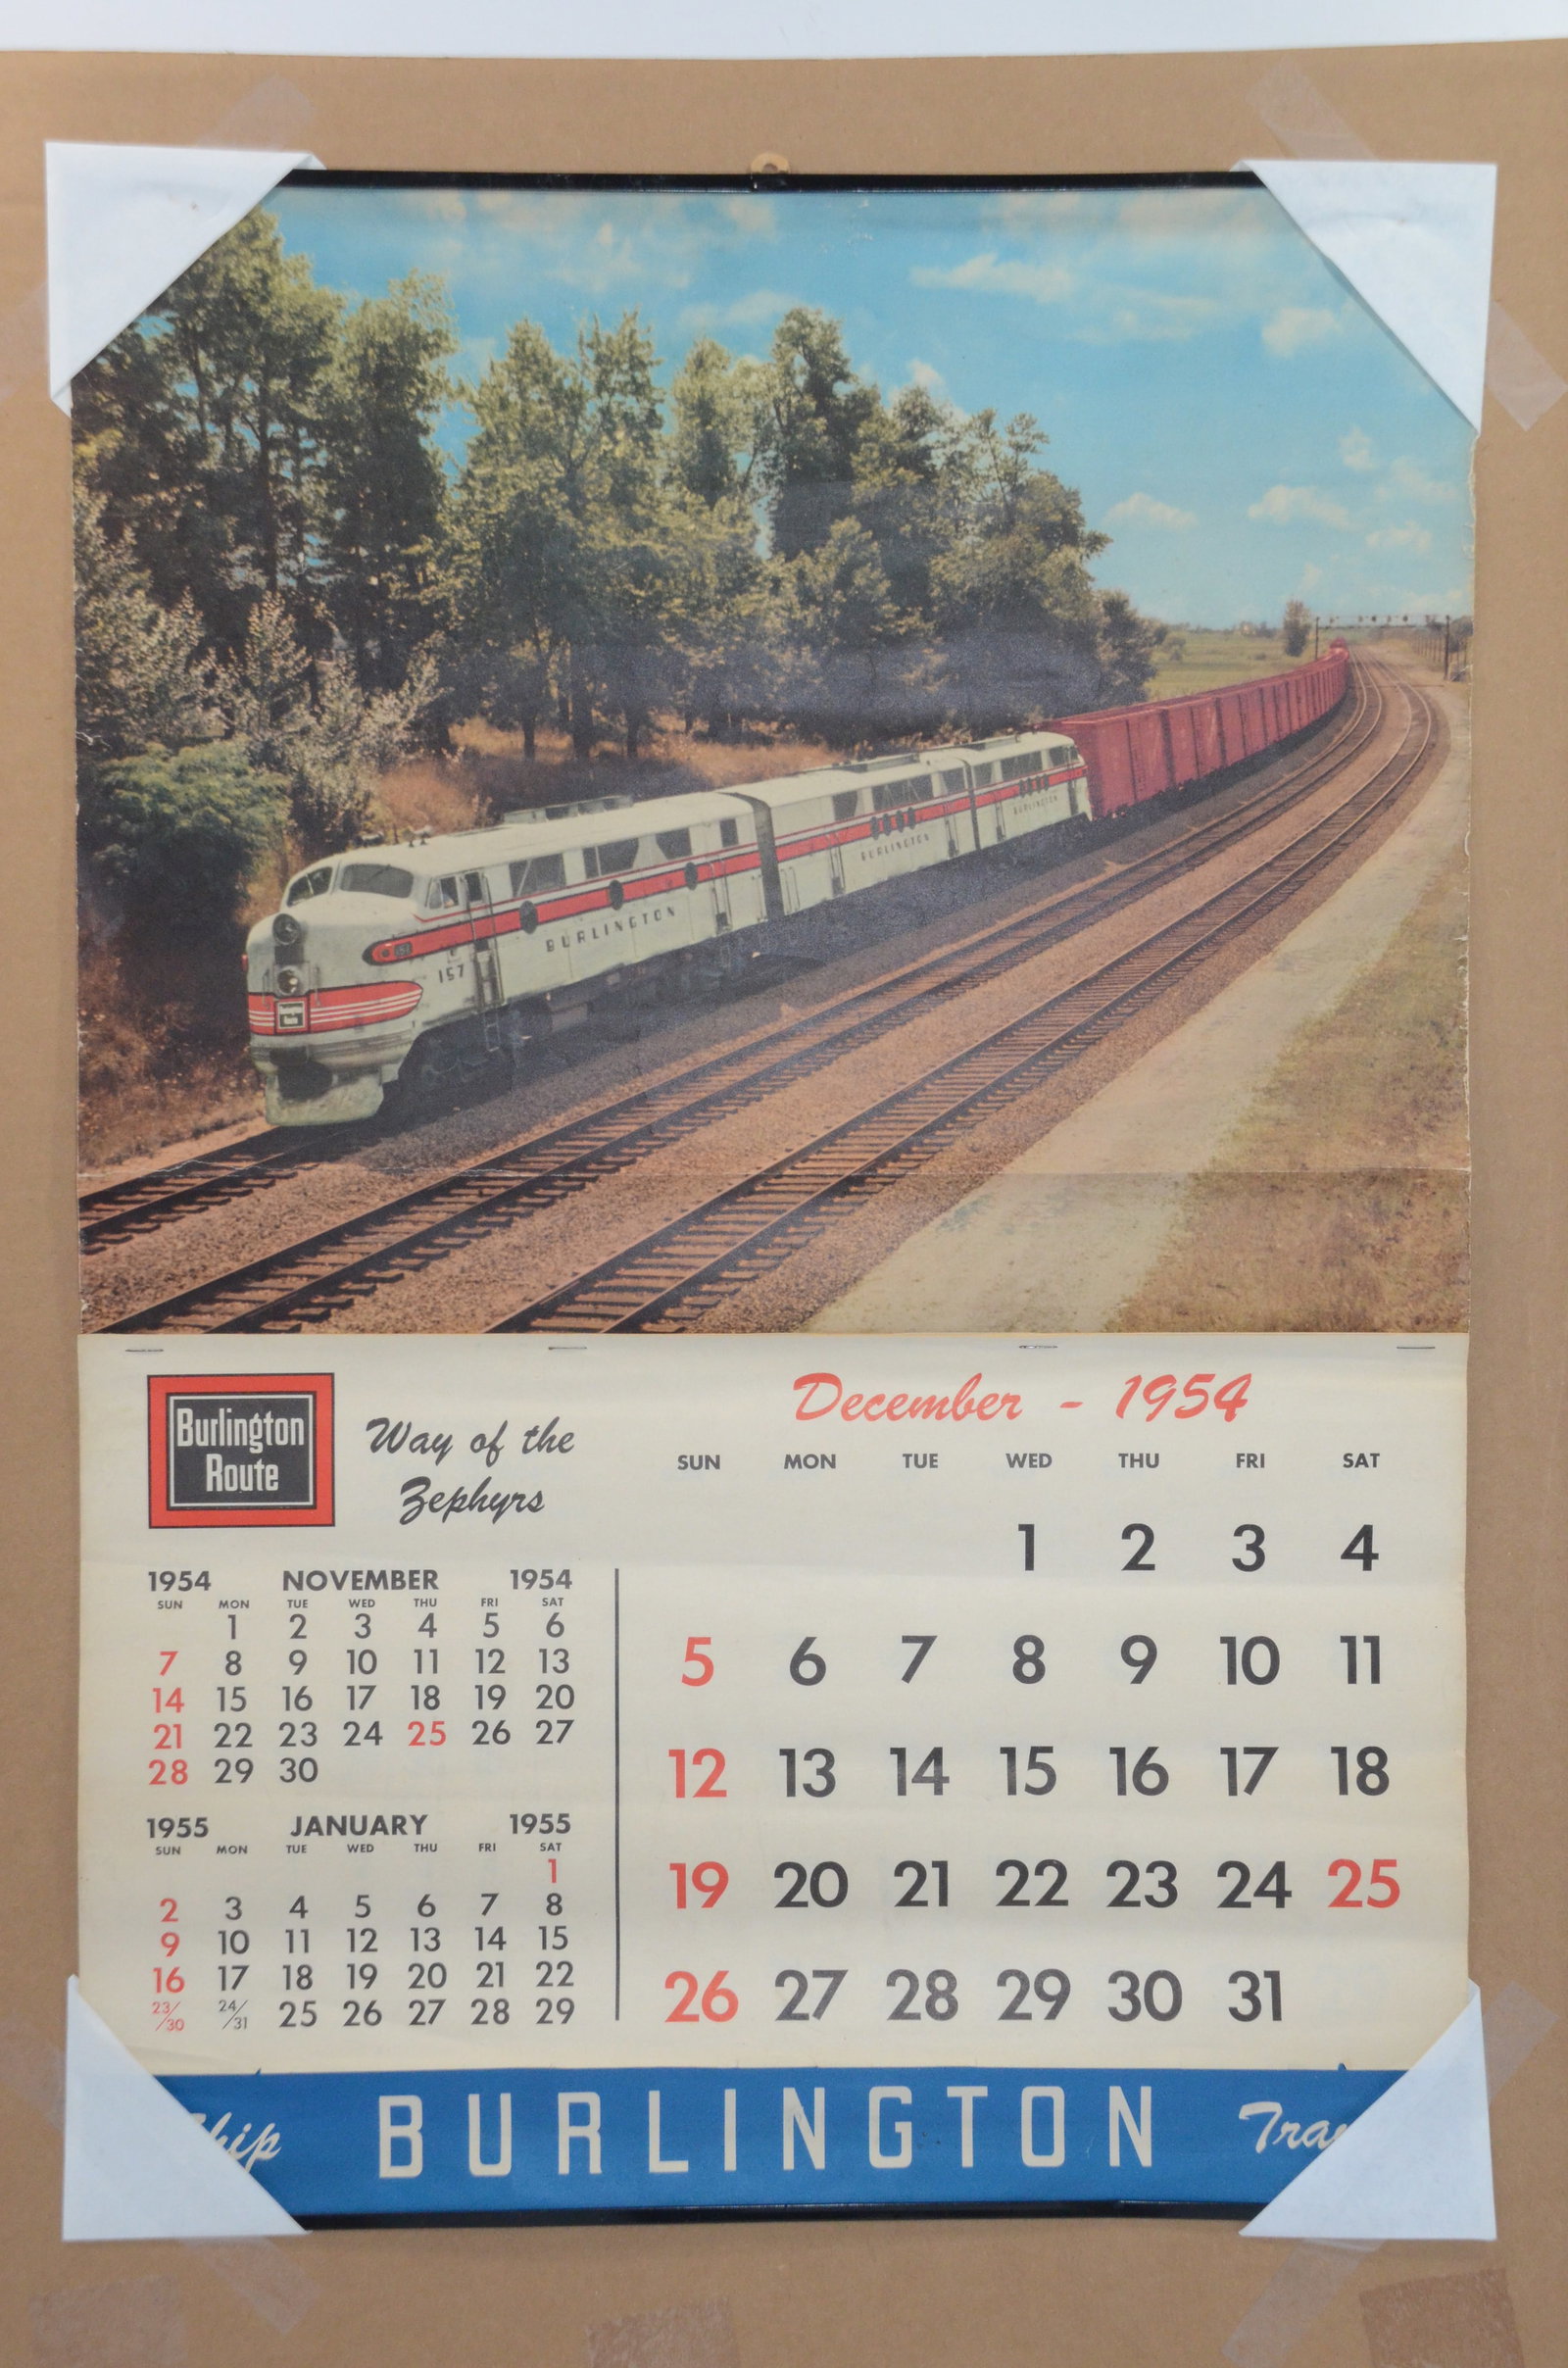 BURLINGTON
BURLINGTON
BURLINGTON
157
Burlington
Route
Burlington
Route
Way of the
Zephyrs
December - 1954
SUN MON TUE WED THU FRI SAT
1 2 3 4
5 6 7 8 9 10 11
12 13 14 15 16 17 18
19 20 21 22 23 24 25
26 27 28 29 30 31
1954 NOVEMBER 1954
SUN MON TUE WED THU FRI SAT
1 2 3 4 5 6
7 8 9 10 11 12 13
14 15 16 17 18 19 20
21 22 23 24 25 26 27
28 29 30
1955 JANUARY 1955
SUN MON TUE WED THU FRI SAT
1
2 3 4 5 6 7 8
9 10 11 12 13 14 15
16 17 18 19 20 21 22
23/30 24/31 25 26 27 28 29
BURLINGTON